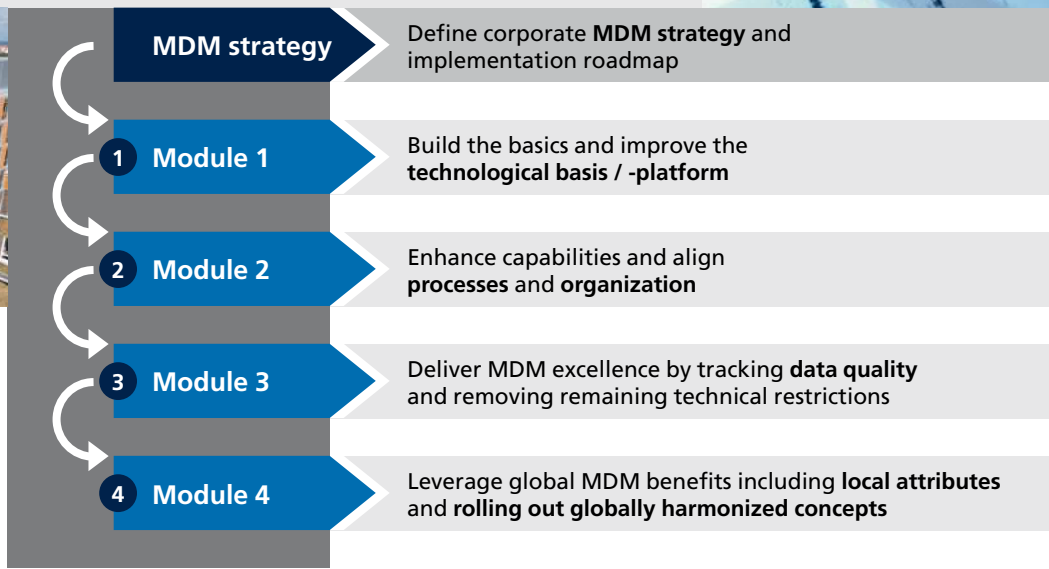 MDM strategy
Define corporate MDM strategy and
implementation roadmap
1
Module 1
Build the basics and improve the
technological basis / -platform
2
Module 2
Enhance capabilities and align
processes and organization
3
Module 3
Deliver MDM excellence by tracking data quality
and removing remaining technical restrictions
4
Module 4
Leverage global MDM benefits including local attributes
and rolling out globally harmonized concepts